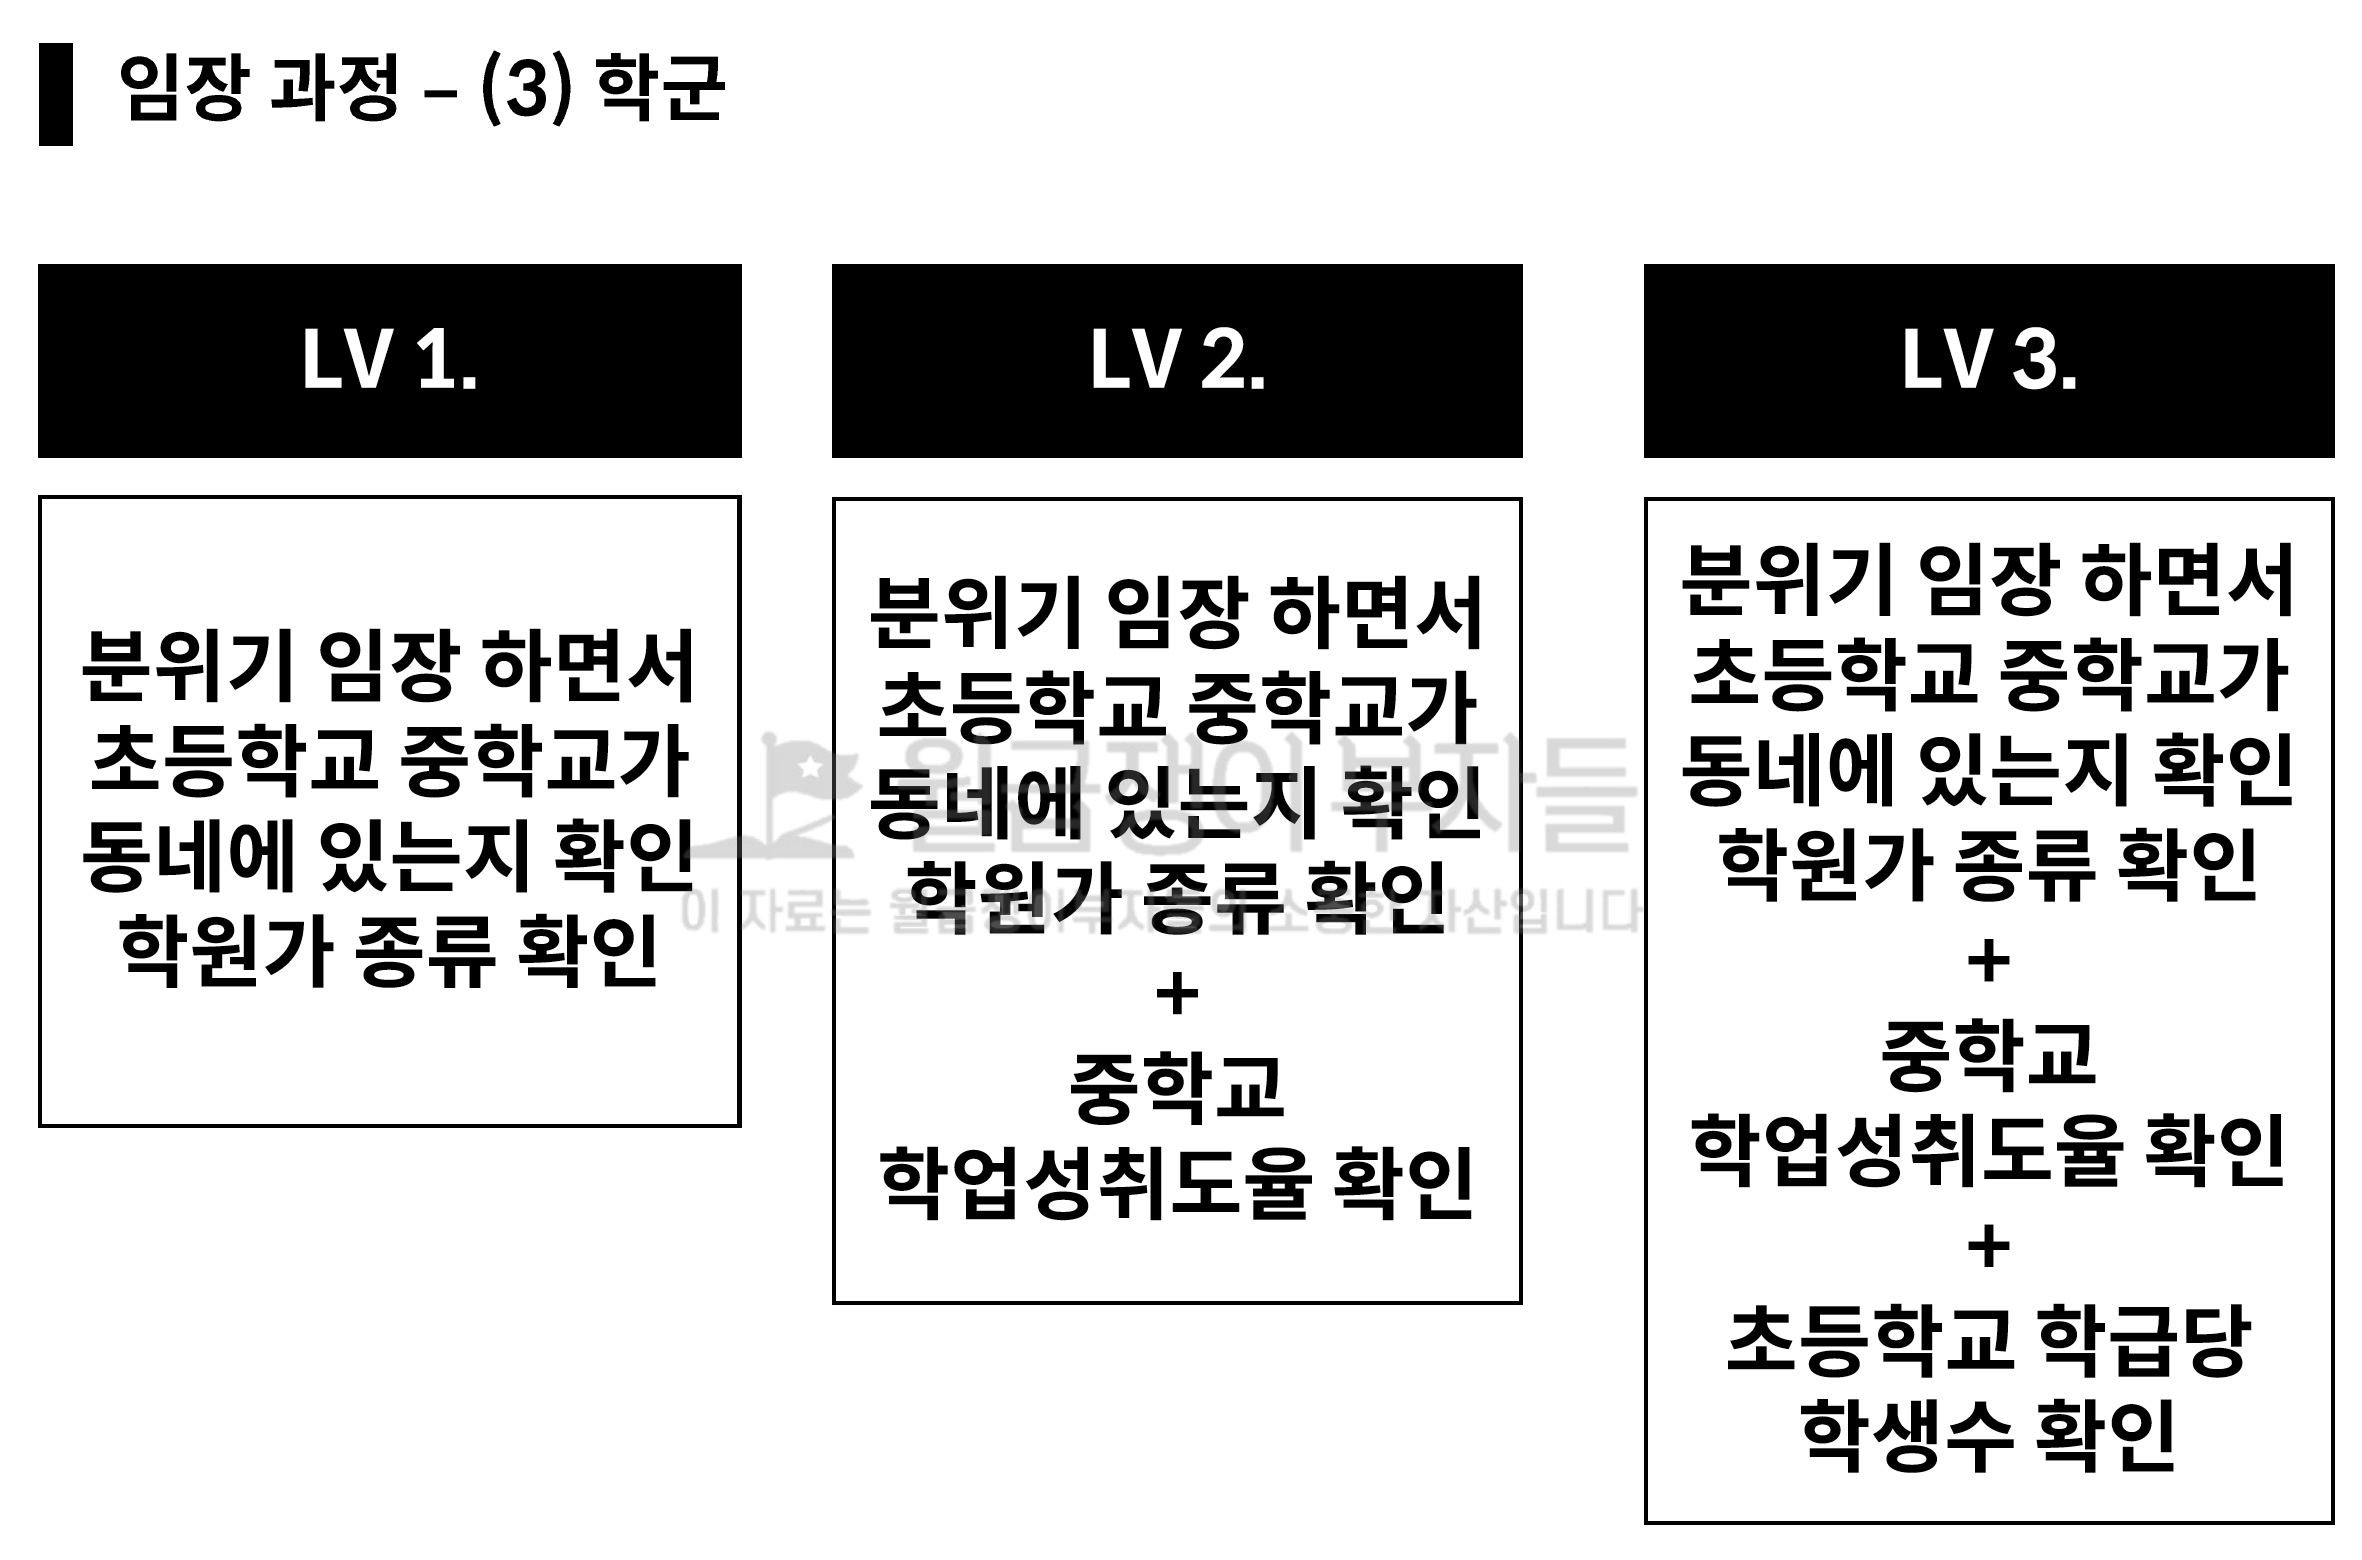 임장 과정 – (3) 학군
LV 1.
분위기 임장 하면서
초등학교 중학교가
동네에 있는지 확인
학원가 종류 확인
LV 2.
분위기 임장 하면서
초등학교 중학교가
동네에 있는지 확인
학원가 종류 확인
+
중학교
학업성취도율 확인
LV 3.
분위기 임장 하면서
초등학교 중학교가
동네에 있는지 확인
학원가 종류 확인
+
중학교
학업성취도율 확인
+
초등학교 학급당
학생수 확인
월급쟁이 부자들
이 자료는 월급쟁이부자들의 소중한 자산입니다